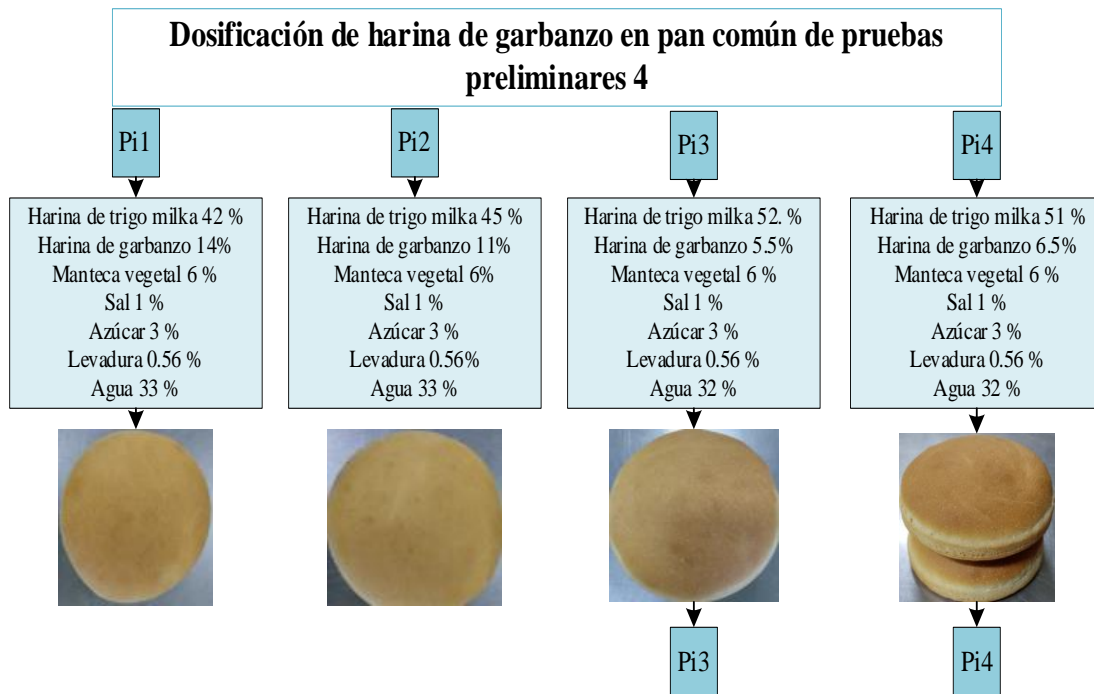 Dosificación de harina de garbanzo en pan común de pruebas
preliminares 4
Pi1
Pi2
Pi3
Pi4
Harina de trigo milka 42 %
Harina de garbanzo 14%
Manteca vegetal 6 %
Sal 1 %
Azúcar 3 %
Levadura 0.56 %
Agua 33 %
Harina de trigo milka 45 %
Harina de garbanzo 11%
Manteca vegetal 6%
Sal 1 %
Azúcar 3 %
Levadura 0.56%
Agua 33 %
Harina de trigo milka 52. %
Harina de garbanzo 5.5%
Manteca vegetal 6 %
Sal 1 %
Azúcar 3 %
Levadura 0.56 %
Agua 32 %
Harina de trigo milka 51 %
Harina de garbanzo 6.5%
Manteca vegetal 6 %
Sal 1 %
Azúcar 3 %
Levadura 0.56 %
Agua 32 %
Pi3
Pi4